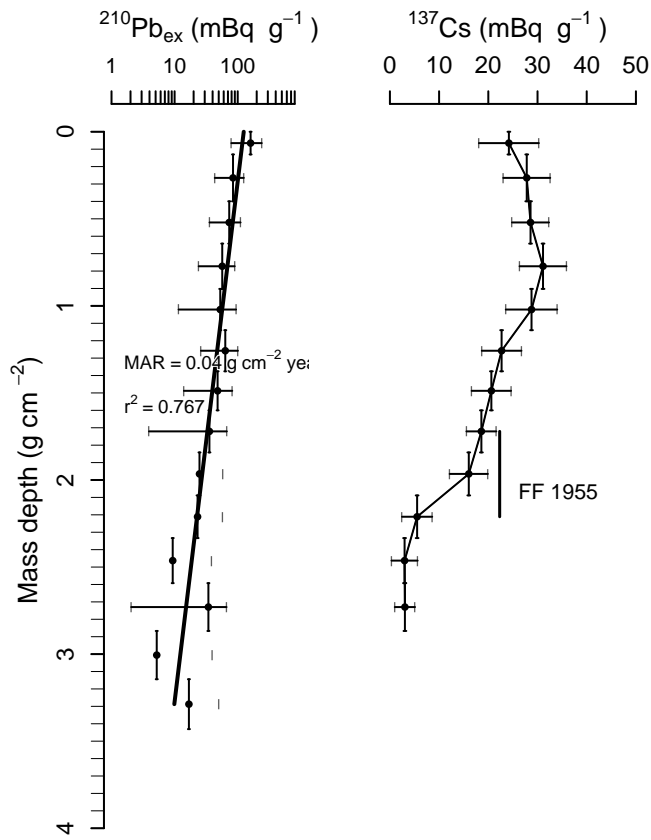 ²¹⁰Pbₑₓ (mBq g⁻¹)
¹³⁷Cs (mBq g⁻¹)
1 10 100
0 10 20 30 40 50
Mass depth (g cm⁻²)
0
1
2
3
4
MAR = 0.04 g cm⁻² yea
r² = 0.767
FF 1955